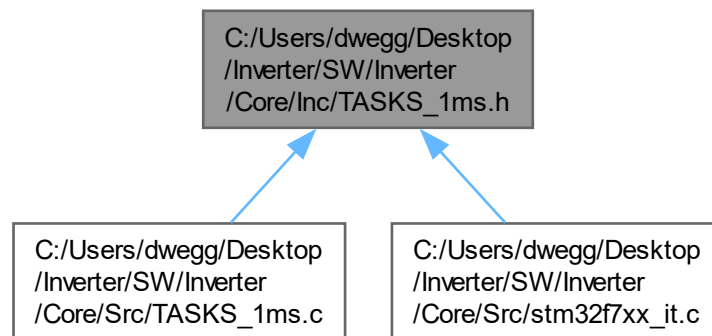 C:/Users/dwegg/Desktop
/Inverter/SW/Inverter
/Core/Inc/TASKS_1ms.h
C:/Users/dwegg/Desktop
/Inverter/SW/Inverter
/Core/Src/TASKS_1ms.c
C:/Users/dwegg/Desktop
/Inverter/SW/Inverter
/Core/Src/stm32f7xx_it.c